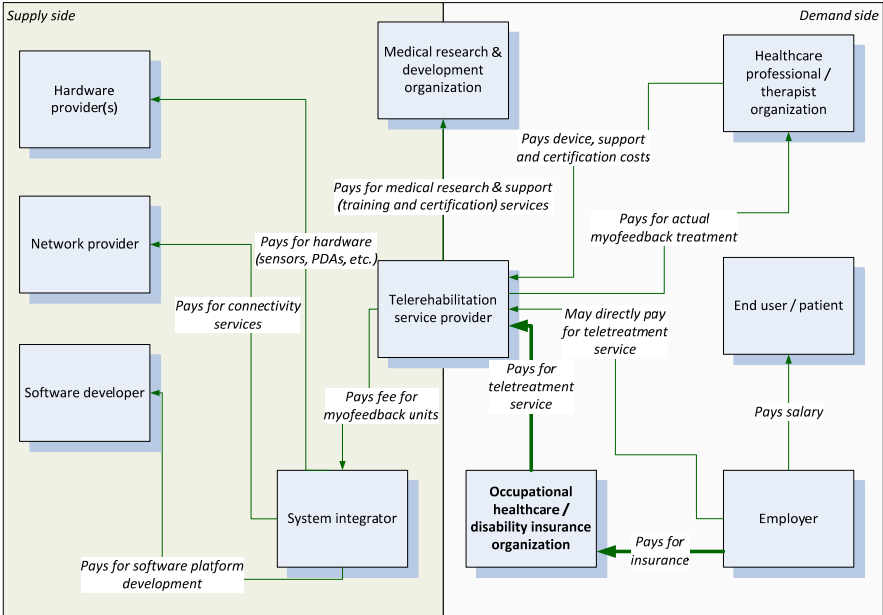 Supply side
Demand side
Medical research &
development
organization
Healthcare
professional /
therapist
organization
Hardware
provider(s)
Pays device, support
and certification costs
Pays for medical research & support
(training and certification) services
Network provider
Pays for hardware
(sensors, PDAs, etc.)
Pays for actual
myofeedback treatment
Telerehabilitation
service provider
End user / patient
Pays for connectivity
services
May directly pay
for teletreatment
service
Software developer
Pays fee for
myofeedback units
Pays for
teletreatment
service
Pays salary
System integrator
Occupational
healthcare /
disability insurance
organization
Employer
Pays for
insurance
Pays for software platform
development